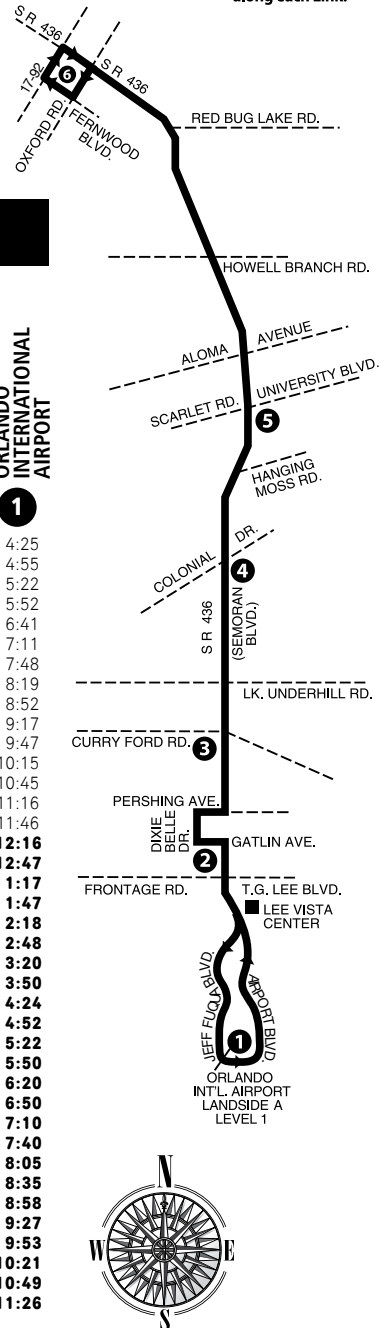 along each Link.
S R 436
17-92
6
S R 436
OXFORD RD.
FERNWOOD
BLVD.
RED BUG LAKE RD.
HOWELL BRANCH RD.
ALOMA AVENUE
SCARLET RD.
UNIVERSITY BLVD.
5
HANGING
MOSS RD.
COLONIAL DR.
4
S R 436
(SEMORAN
BLVD.)
LK. UNDERHILL RD.
CURRY FORD RD.
3
PERSHING AVE.
DIXIE
BELLE
DR.
GATLIN AVE.
2
FRONTAGE RD.
T.G. LEE BLVD.
LEE VISTA
CENTER
JEFF FUQUA BLVD.
AIRPORT BLVD.
1
ORLANDO
INT'L. AIRPORT
LANDSIDE A
LEVEL 1
N
W
E
S
ORLANDO
INTERNATIONAL
AIRPORT
1
4:25
4:55
5:22
5:52
6:41
7:11
7:48
8:19
8:52
9:17
9:47
10:15
10:45
11:16
11:46
12:16
12:47
1:17
1:47
2:18
2:48
3:20
3:50
4:24
4:52
5:22
5:50
6:20
6:50
7:10
7:40
8:05
8:35
8:58
9:27
9:53
10:21
10:49
11:26